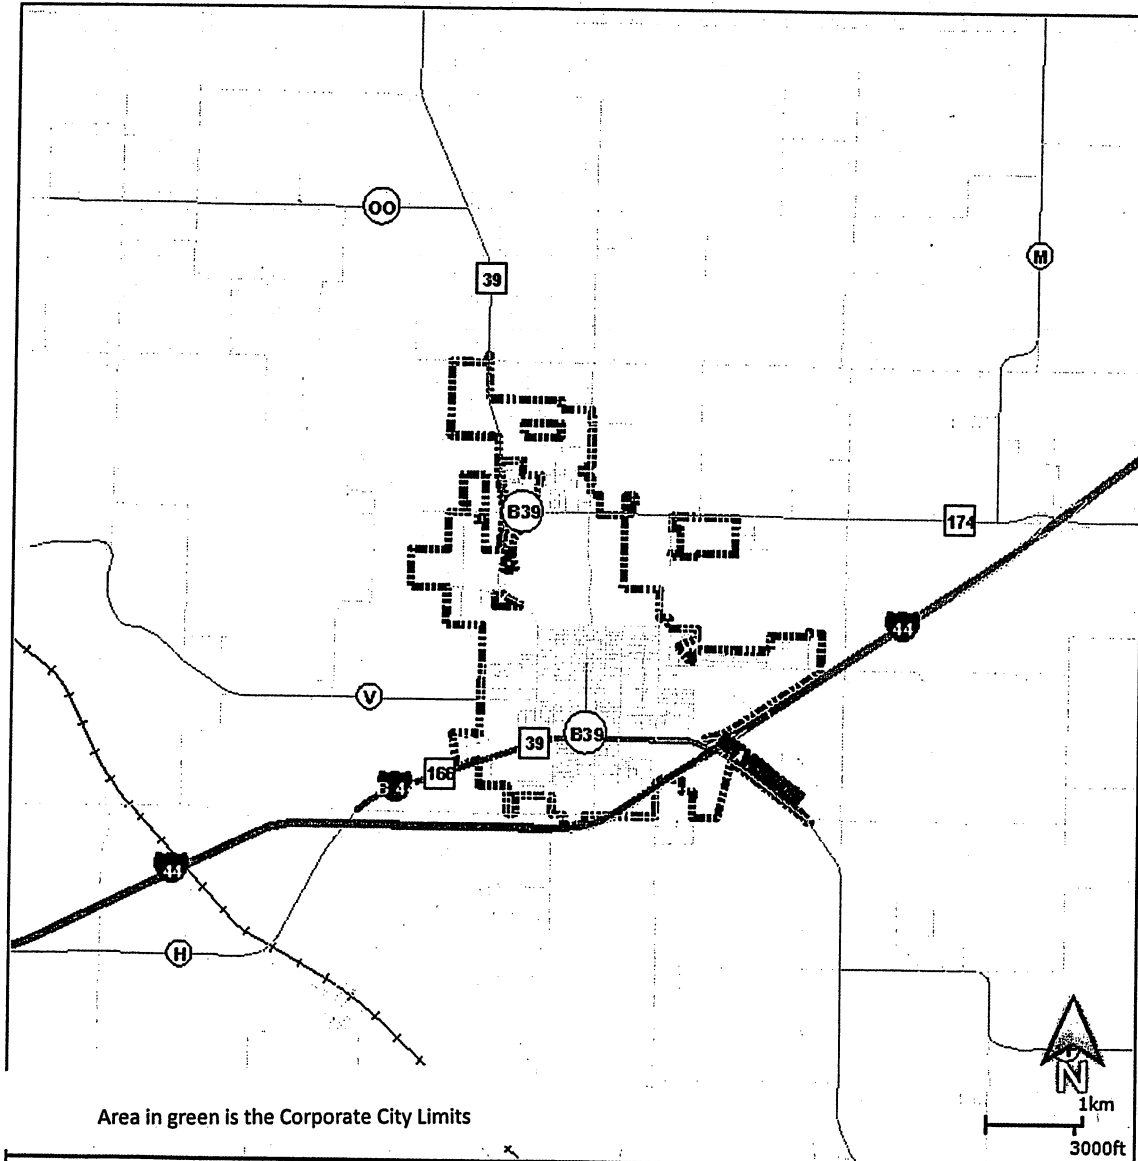 OO
39
M
B39
174
44
V
B39
39
166
44
H
N
1km
Area in green is the Corporate City Limits
3000ft